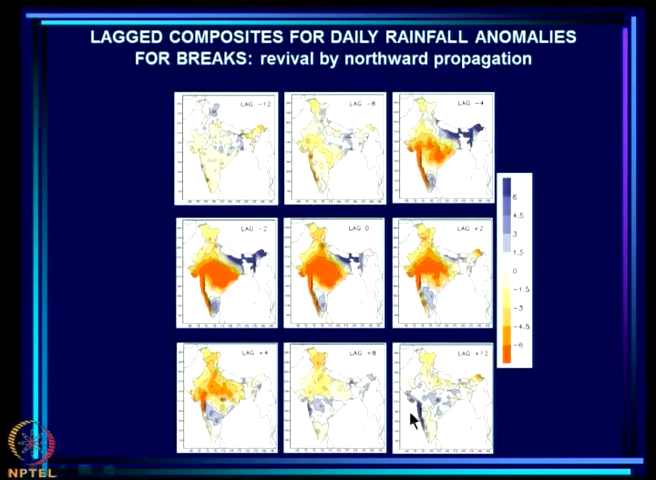 LAGGED COMPOSITES FOR DAILY RAINFALL ANOMALIES
FOR BREAKS: revival by northward propagation
LAG -12
LAG -8
LAG -4
LAG -2
LAG 0
LAG +2
LAG +4
LAG +8
LAG +12
6
4.5
3
1.5
0
-1.5
-3
-4.5
-6
NPTEL